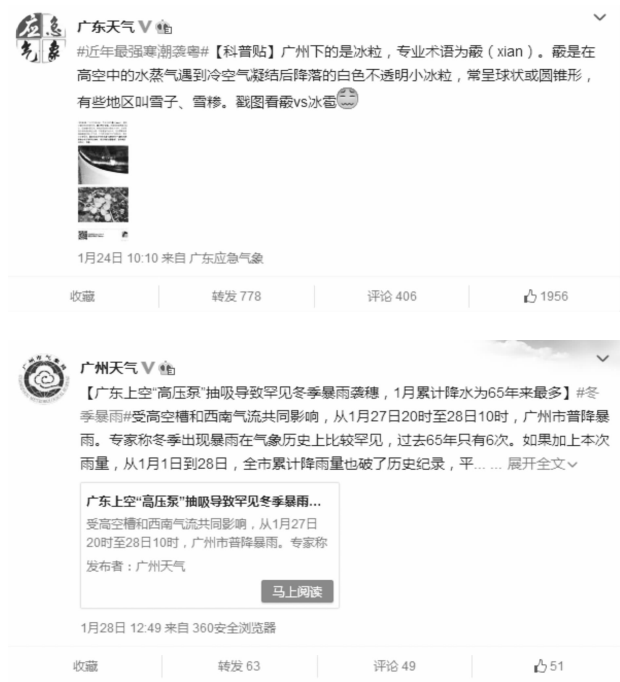 应急
气象
广东天气
#近年最强寒潮袭粤#【科普贴】广州下的是冰粒，专业术语为霰（xian）。霰是在
高空中的水蒸气遇到冷空气凝结后降落的白色不透明小冰粒，常呈球状或圆锥形，
有些地区叫雪子、雪糁。戳图看霰vs冰雹
1月24日 10:10 来自 广东应急气象
收藏
转发 778
评论 406
1956
广州天气
【广东上空“高压泵”抽吸导致罕见冬季暴雨袭穗，1月累计降水为65年来最多】#冬
季暴雨#受高空槽和西南气流共同影响，从1月27日20时至28日10时，广州市普降暴
雨。专家称冬季出现暴雨在气象历史上比较罕见，过去65年只有6次。如果加上本次
雨量，从1月1日到28日，全市累计降雨量也破了历史纪录，平... ... 展开全文
广东上空“高压泵”抽吸导致罕见冬季暴雨...
受高空槽和西南气流共同影响，从1月27日
20时至28日10时，广州市普降暴雨。专家称
发布者：广州天气
马上阅读
1月28日 12:49 来自 360安全浏览器
收藏
转发 63
评论 49
51